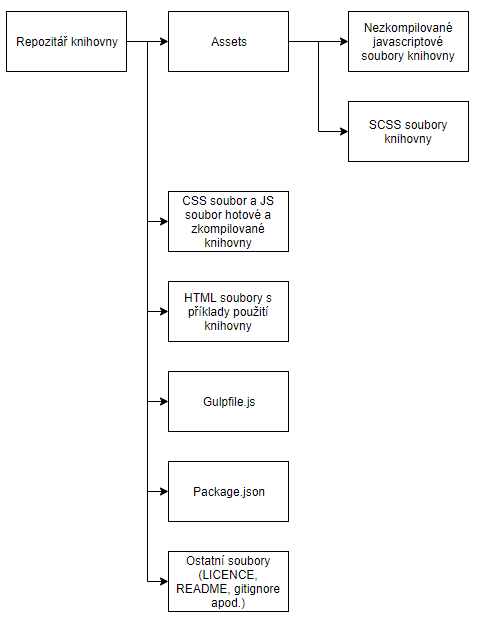 Repozitář knihovny
Assets
Nezkompilované
javascriptové
soubory knihovny
SCSS soubory
knihovny
CSS soubor a JS
soubor hotové a
zkompilované
knihovny
HTML soubory s
příklady použití
knihovny
Gulpfile.js
Package.json
Ostatní soubory
(LICENCE,
README, gitignore
apod.)